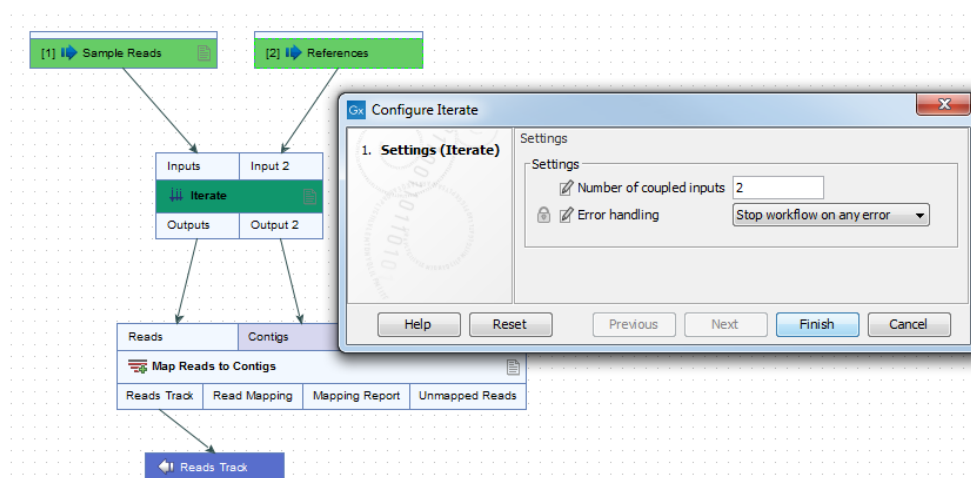 [1] Sample Reads
[2] References
Inputs
Input 2
Iterate
Outputs
Output 2
Reads
Contigs
Map Reads to Contigs
Reads Track
Read Mapping
Mapping Report
Unmapped Reads
Reads Track
Gx Configure Iterate
1. Settings (Iterate)
Settings
Settings
Number of coupled inputs 2
Error handling Stop workflow on any error
Help Reset Previous Next Finish Cancel